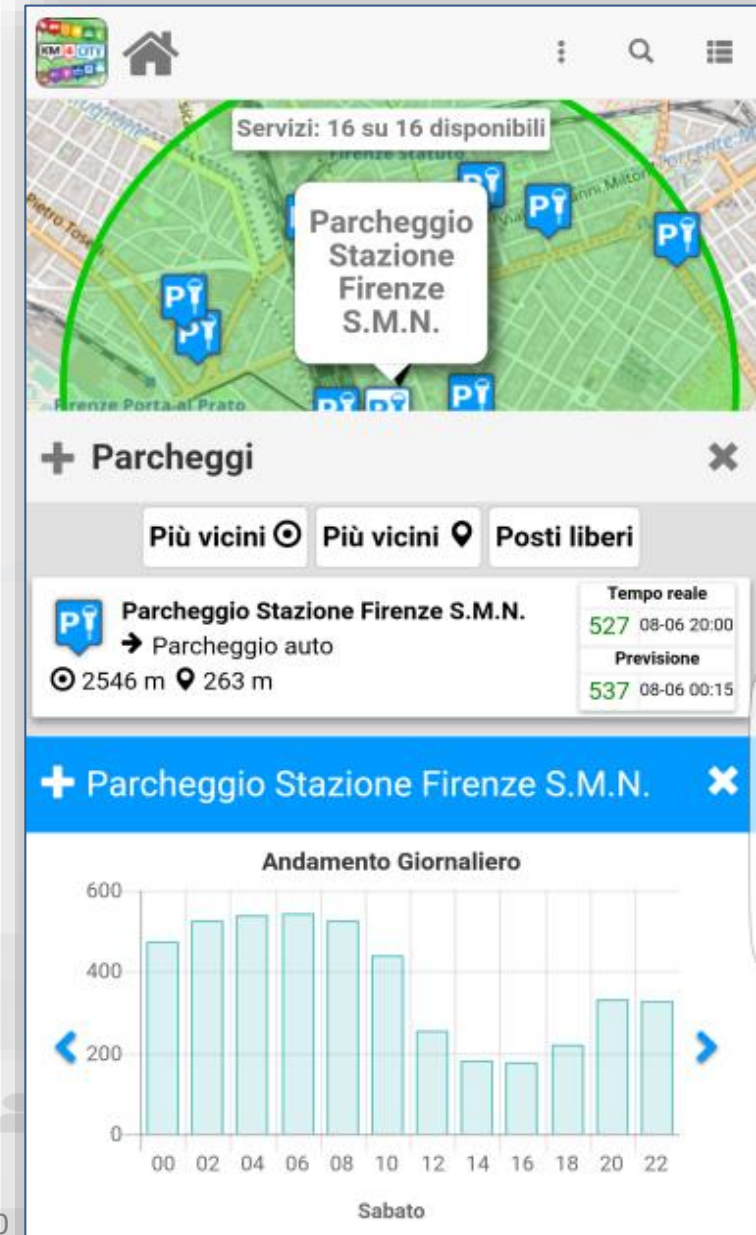 KM 4 CITY
Servizi: 16 su 16 disponibili
Firenze Statuto
Parcheggio
Stazione
Firenze
S.M.N.
Firenze Porta al Prato
Parcheggi
Più vicini Più vicini Posti liberi
Parcheggio Stazione Firenze S.M.N.
Parcheggio auto
2546 m 263 m
Tempo reale
527 08-06 20:00
Previsione
537 08-06 00:15
Parcheggio Stazione Firenze S.M.N.
Andamento Giornaliero
600
400
200
0
00 02 04 06 08 10 12 14 16 18 20 22
Sabato